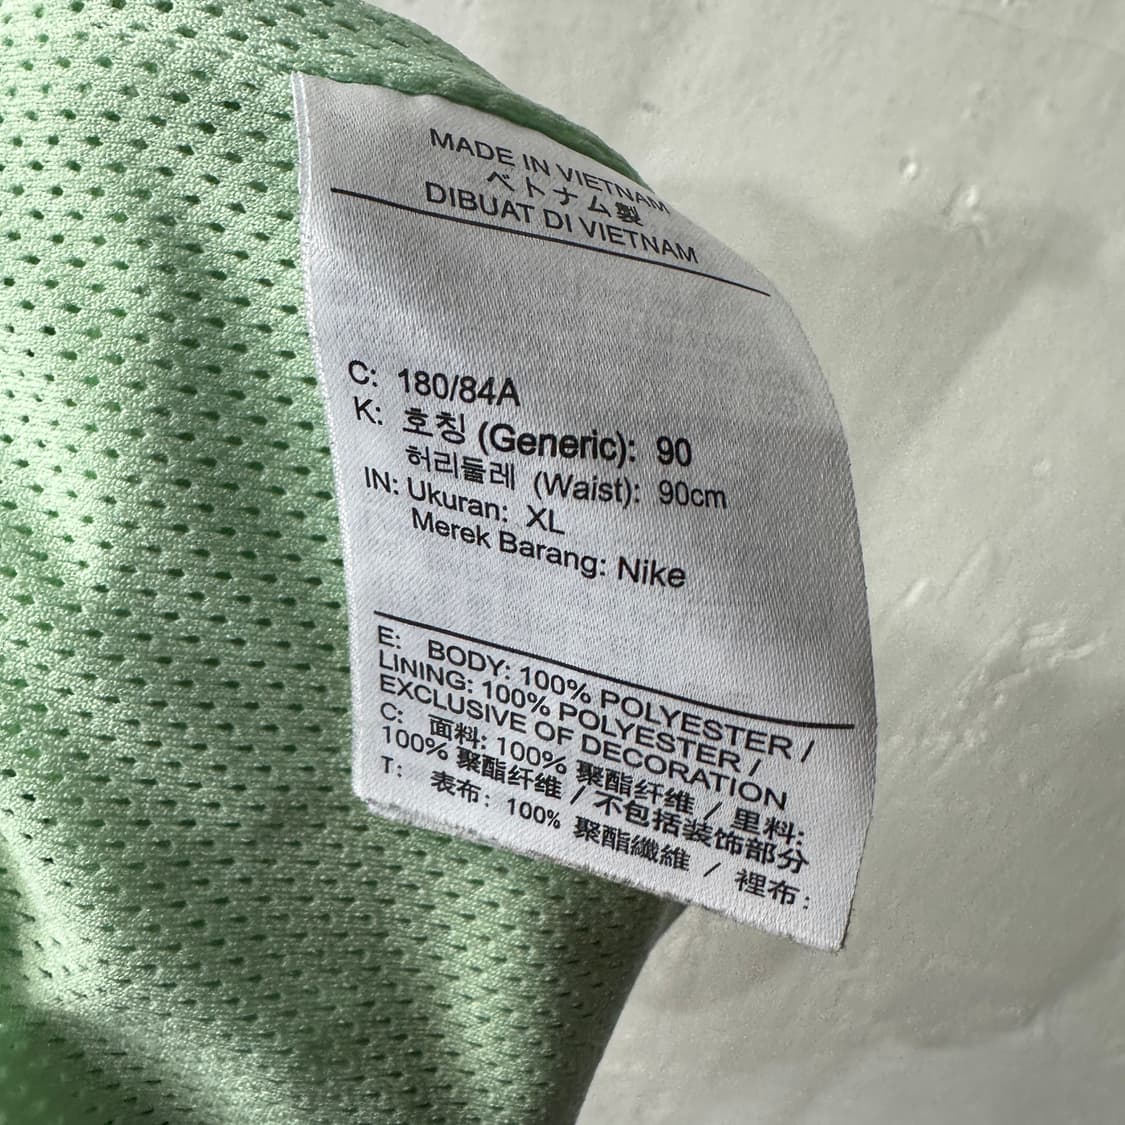 MADE IN VIETNAM
ベトナム製
DIBUAT DI VIETNAM
C: 180/84A
K: 호칭 (Generic): 90
허리둘레 (Waist): 90cm
IN: Ukuran: XL
Merek Barang: Nike
E: BODY: 100% POLYESTER /
LINING: 100% POLYESTER /
EXCLUSIVE OF DECORATION
C: 面料: 100% 聚酯纤维 / 里料:
100% 聚酯纤维 / 不包括装饰部分
T: 表布: 100% 聚酯纖維 / 裡布: